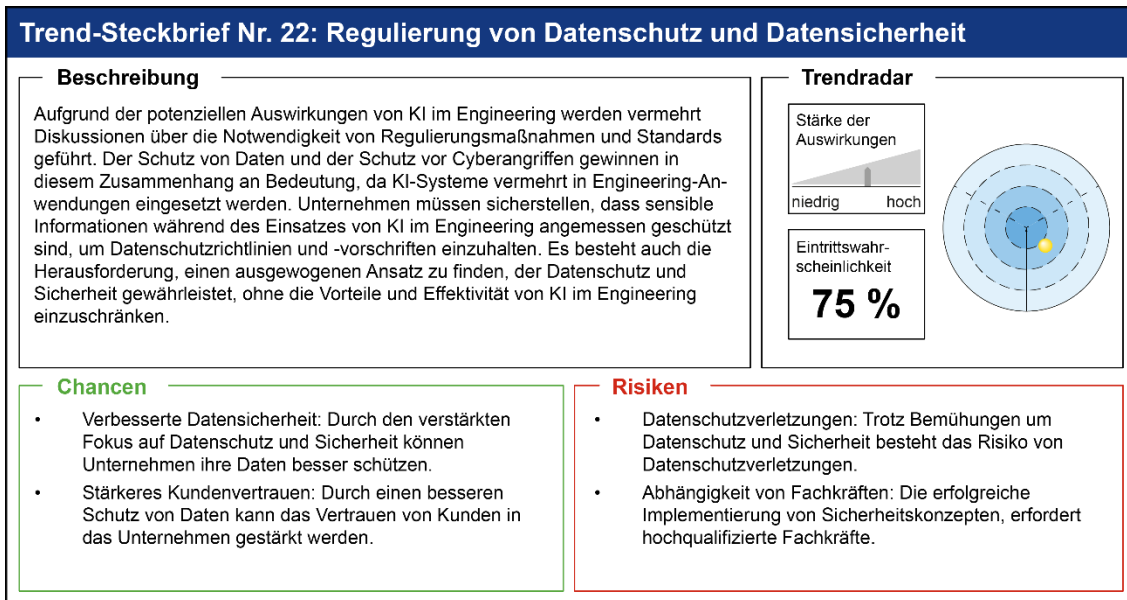 Trend-Steckbrief Nr. 22: Regulierung von Datenschutz und Datensicherheit
Beschreibung
Aufgrund der potenziellen Auswirkungen von KI im Engineering werden vermehrt
Diskussionen über die Notwendigkeit von Regulierungsmaßnahmen und Standards
geführt. Der Schutz von Daten und der Schutz vor Cyberangriffen gewinnen in
diesem Zusammenhang an Bedeutung, da KI-Systeme vermehrt in Engineering-An-
wendungen eingesetzt werden. Unternehmen müssen sicherstellen, dass sensible
Informationen während des Einsatzes von KI im Engineering angemessen geschützt
sind, um Datenschutzrichtlinien und -vorschriften einzuhalten. Es besteht auch die
Herausforderung, einen ausgewogenen Ansatz zu finden, der Datenschutz und
Sicherheit gewährleistet, ohne die Vorteile und Effektivität von KI im Engineering
einzuschränken.
Trendradar
Stärke der
Auswirkungen
niedrig hoch
Eintrittswahr-
scheinlichkeit
75 %
Chancen
• Verbesserte Datensicherheit: Durch den verstärkten
Fokus auf Datenschutz und Sicherheit können
Unternehmen ihre Daten besser schützen.
• Stärkeres Kundenvertrauen: Durch einen besseren
Schutz von Daten kann das Vertrauen von Kunden in
das Unternehmen gestärkt werden.
Risiken
• Datenschutzverletzungen: Trotz Bemühungen um
Datenschutz und Sicherheit besteht das Risiko von
Datenschutzverletzungen.
• Abhängigkeit von Fachkräften: Die erfolgreiche
Implementierung von Sicherheitskonzepten, erfordert
hochqualifizierte Fachkräfte.